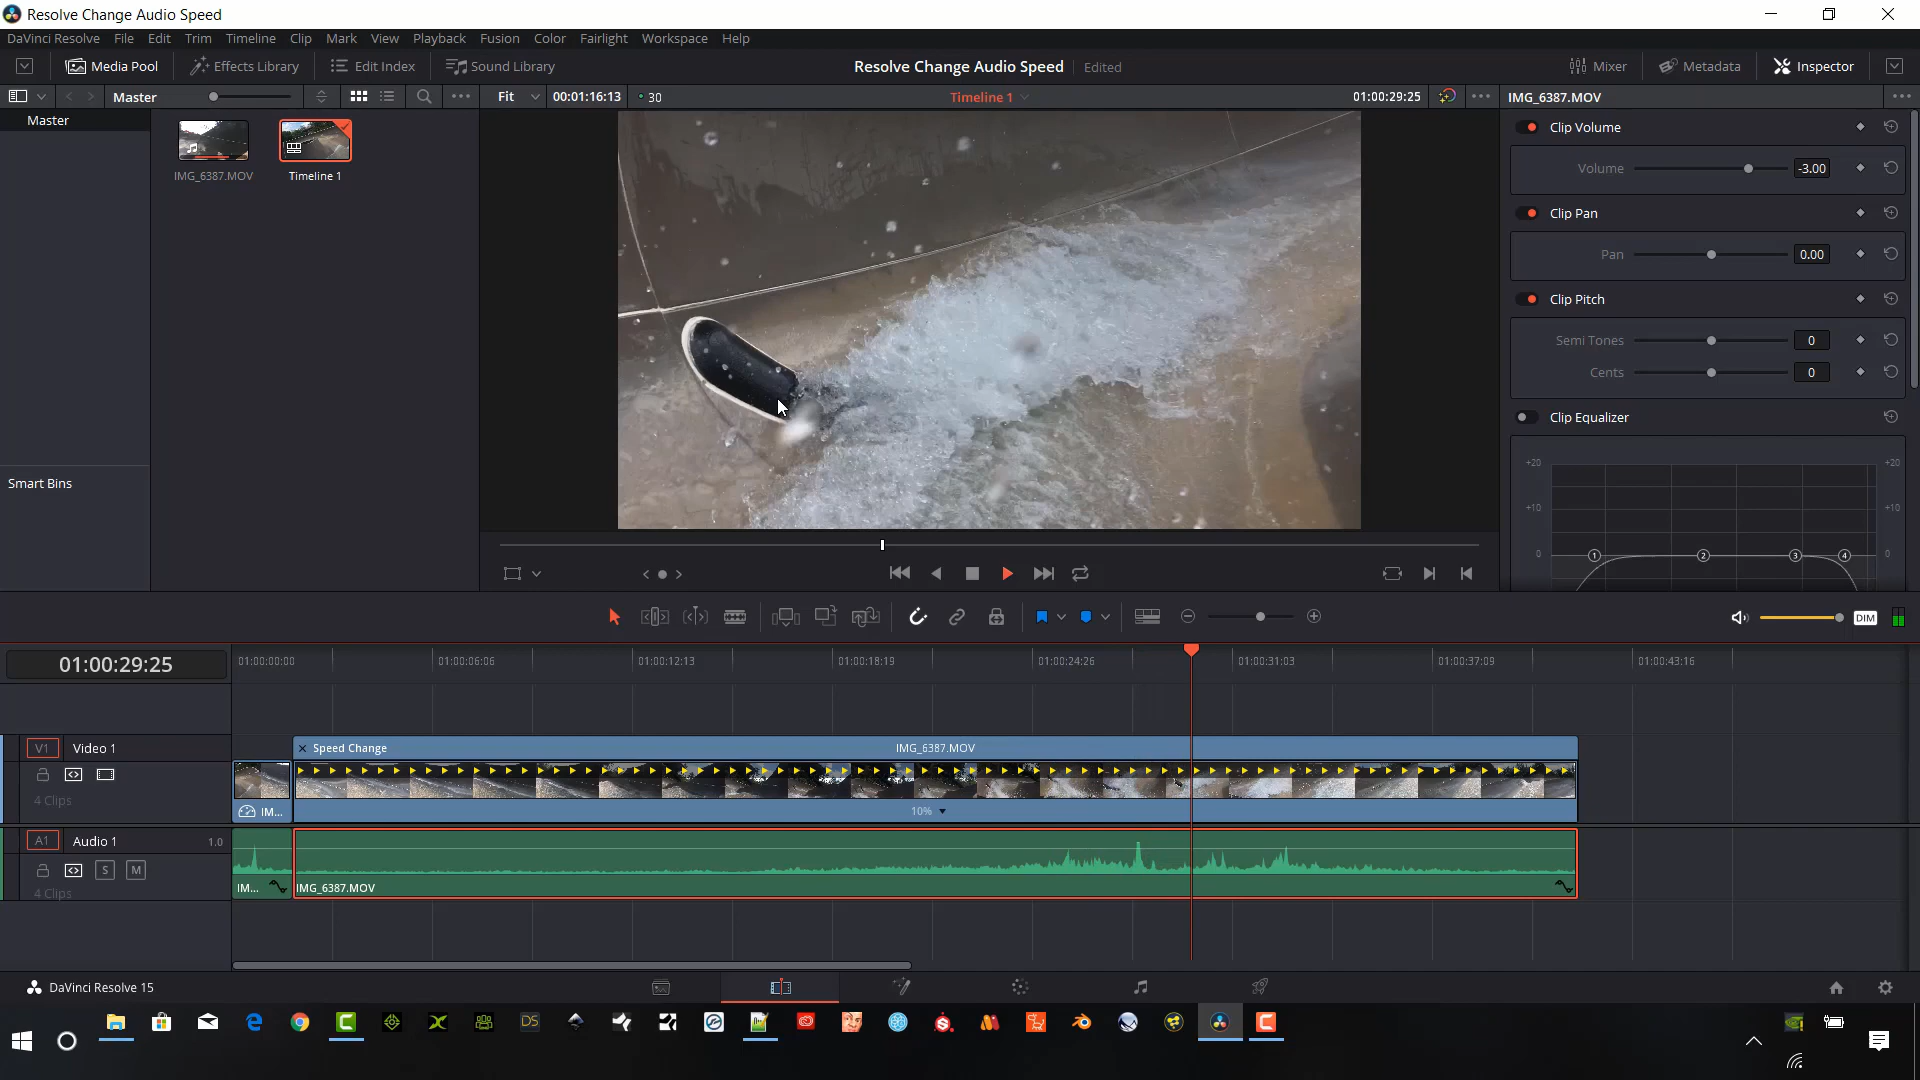 Resolve Change Audio Speed
DaVinci Resolve File Edit Trim Timeline Clip Mark View Playback Fusion Color Fairlight Workspace Help
Media Pool Effects Library Edit Index Sound Library Resolve Change Audio Speed Edited Mixer Metadata Inspector
Master Fit 00:01:16:13 30 Timeline 1 01:00:29:25 IMG_6387.MOV
Master
IMG_6387.MOV Timeline 1
Smart Bins
Clip Volume
Volume -3.00
Clip Pan
Pan 0.00
Clip Pitch
Semi Tones 0
Cents 0
Clip Equalizer
+20 +20
+10 +10
0 1 2 3 4 0
DIM
01:00:29:25 01:00:00:00 01:00:06:06 01:00:12:13 01:00:18:19 01:00:24:26 01:00:31:03 01:00:37:09 01:00:43:16
V1 Video 1 Speed Change IMG_6387.MOV
4 Clips
IM... 10%
A1 Audio 1 1.0
S M
4 Clips IM... IMG_6387.MOV
DaVinci Resolve 15
DS